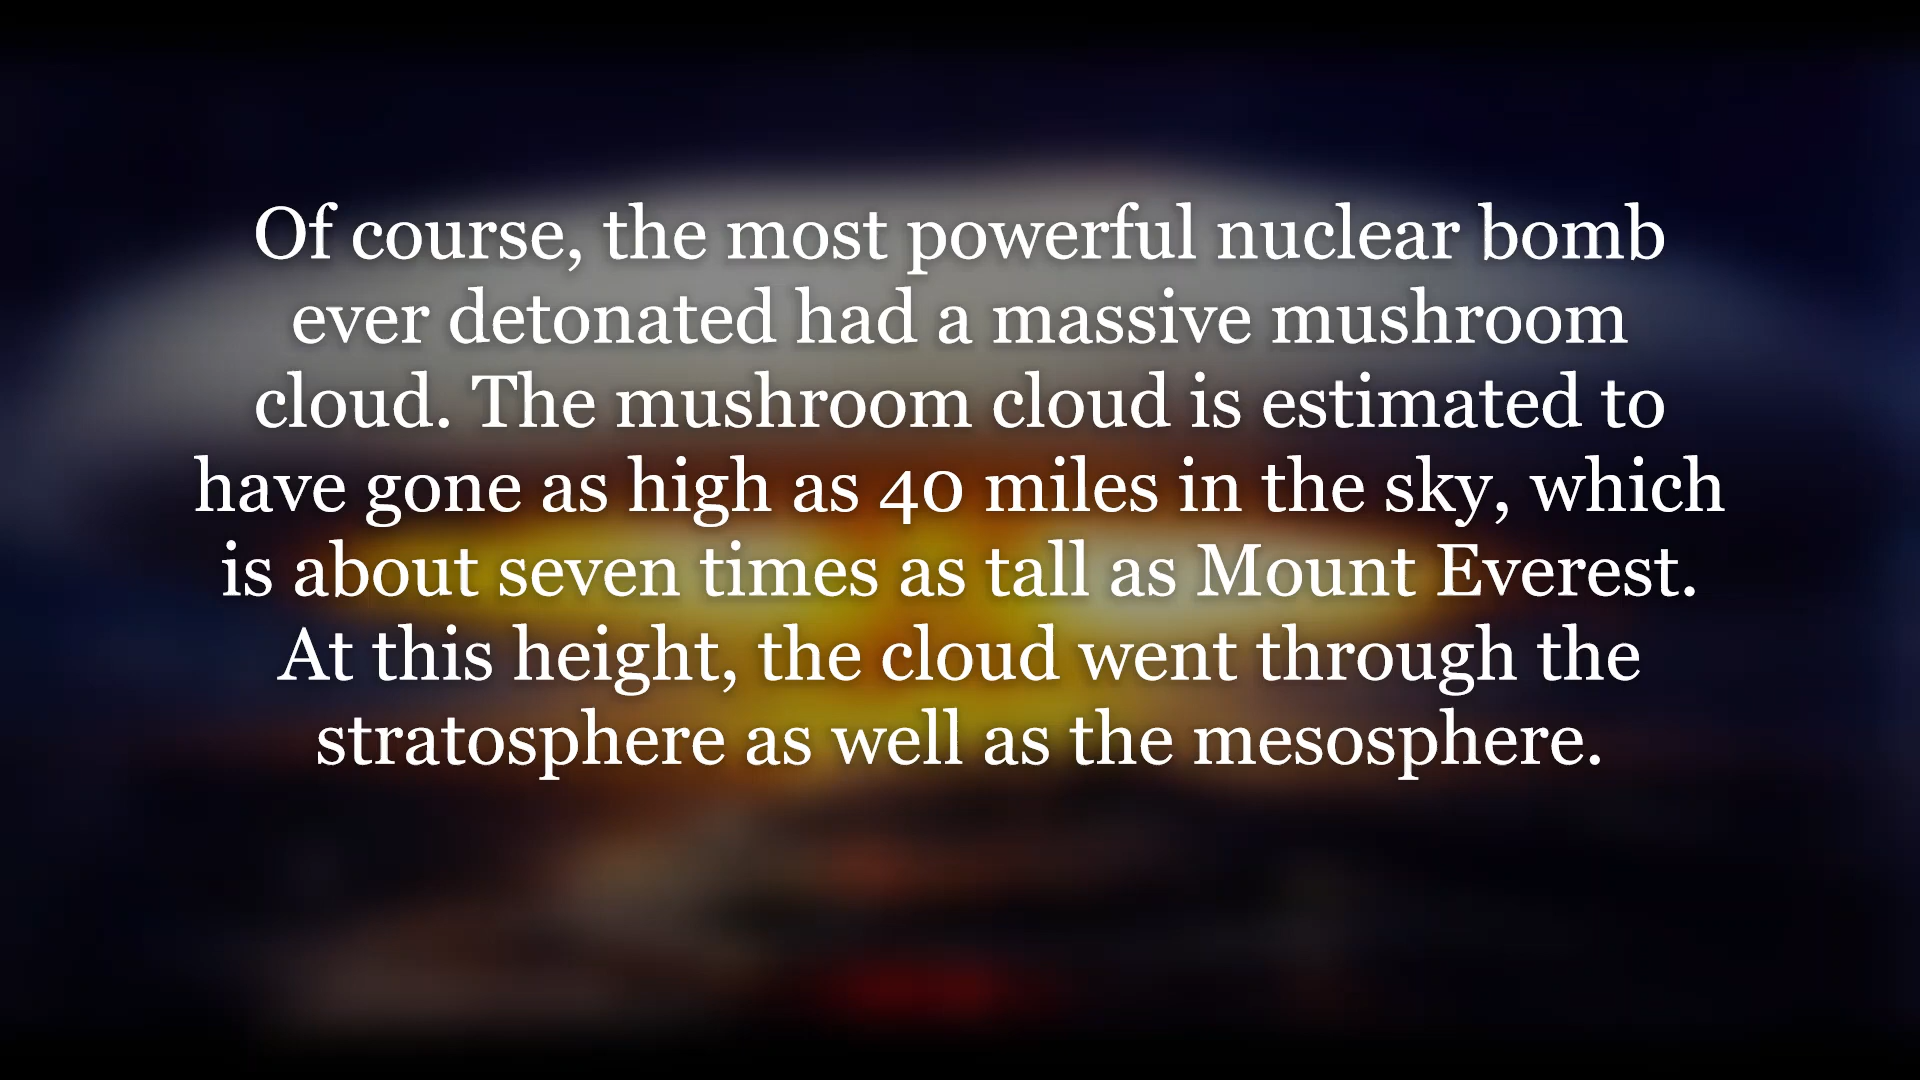 Of course, the most powerful nuclear bomb
ever detonated had a massive mushroom
cloud. The mushroom cloud is estimated to
have gone as high as 40 miles in the sky, which
is about seven times as tall as Mount Everest.
At this height, the cloud went through the
stratosphere as well as the mesosphere.